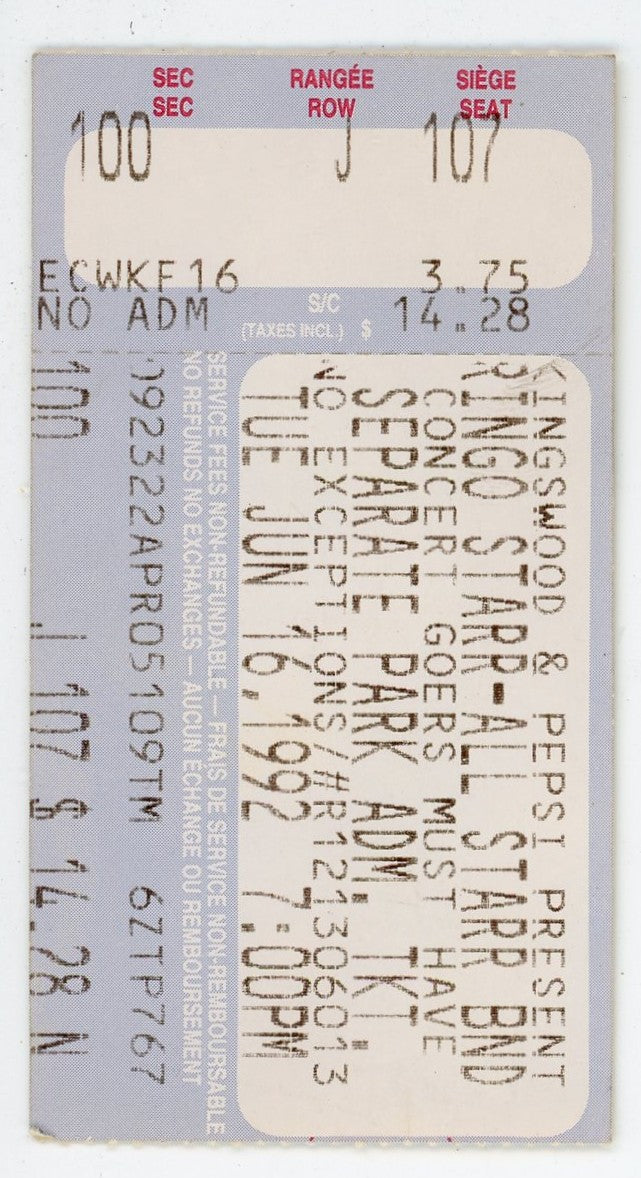 SEC RANGÉE SIÈGE
SEC ROW SEAT
100 J 107
ECWKF16 3.75
NO ADM S/C 14.28
(TAXES INCL.) $
KINGSWOOD & PEPSI PRESENT
RINGO STARR-ALL STARR BND
CONCERT GOERS MUST HAVE
SEPARATE PARK ADM. TKT.
NO EXCEPTIONS/#R121306013
TUE JUN 16,1992 7:00PM
SERVICE FEES NON-REFUNDABLE — FRAIS DE SERVICE NON-REMBOURSABLE
NO REFUNDS NO EXCHANGES — AUCUN ÉCHANGE OU REMBOURSEMENT
092322APR05109TM 6ZTP767
100 J 107 $ 14.28 N